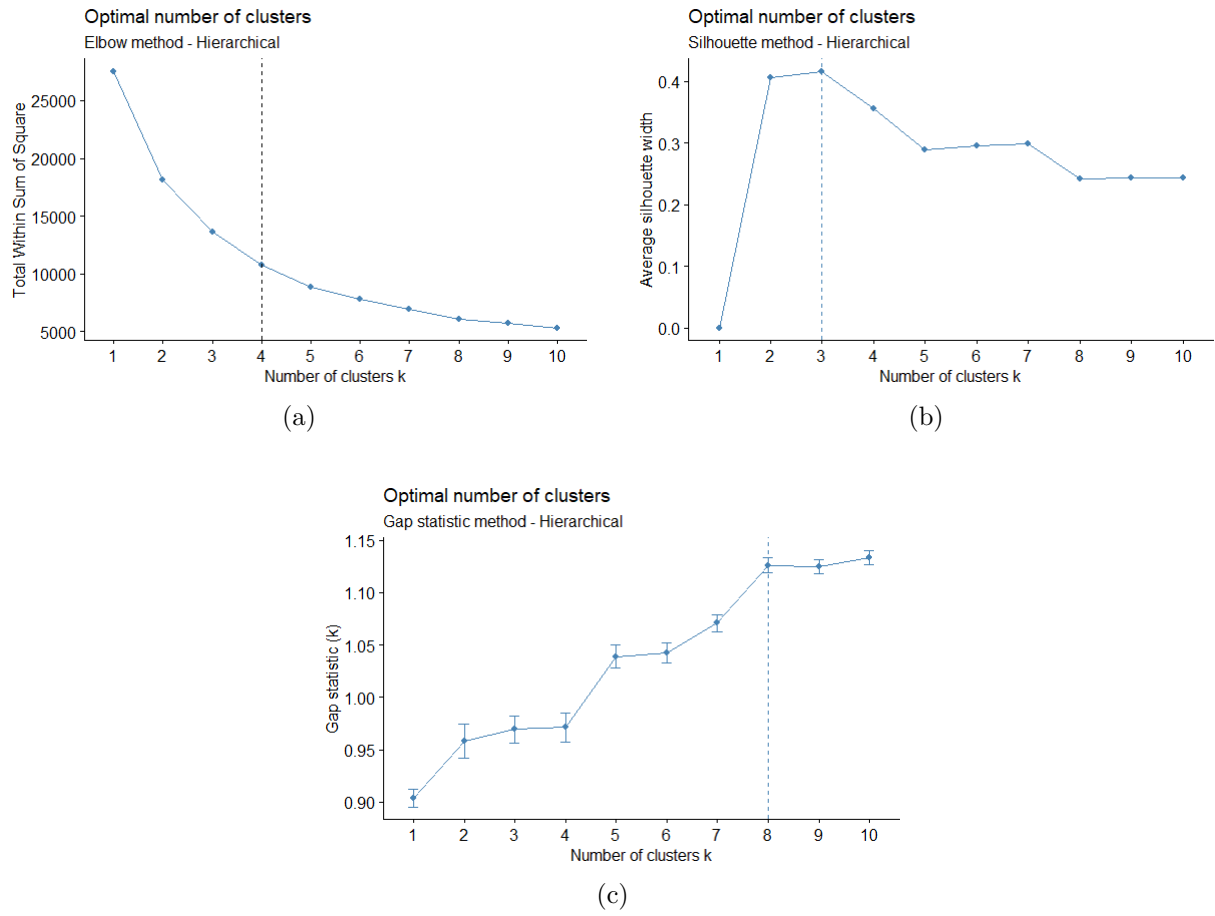 Optimal number of clusters
Elbow method - Hierarchical
Total Within Sum of Square
25000
20000
15000
10000
5000
1 2 3 4 5 6 7 8 9 10
Number of clusters k
(a)
Optimal number of clusters
Silhouette method - Hierarchical
Average silhouette width
0.4
0.3
0.2
0.1
0.0
1 2 3 4 5 6 7 8 9 10
Number of clusters k
(b)
Optimal number of clusters
Gap statistic method - Hierarchical
Gap statistic (k)
1.15
1.10
1.05
1.00
0.95
0.90
1 2 3 4 5 6 7 8 9 10
Number of clusters k
(c)